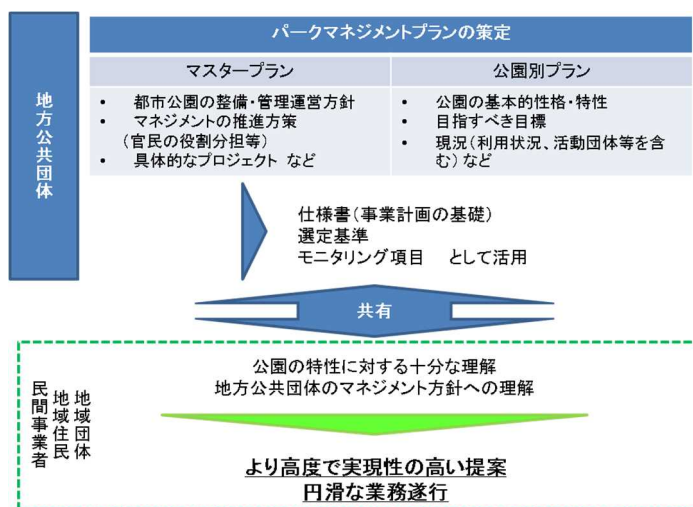 地方公共団体
パークマネジメントプランの策定
マスタープラン
• 都市公園の整備・管理運営方針
• マネジメントの推進方策
(官民の役割分担等)
• 具体的なプロジェクト など
公園別プラン
• 公園の基本的性格・特性
• 目指すべき目標
• 現況(利用状況、活動団体等を含
む)など
仕様書(事業計画の基礎)
選定基準
モニタリング項目 として活用
共有
地域団体
地域住民
民間事業者
公園の特性に対する十分な理解
地方公共団体のマネジメント方針への理解
より高度で実現性の高い提案
円滑な業務遂行